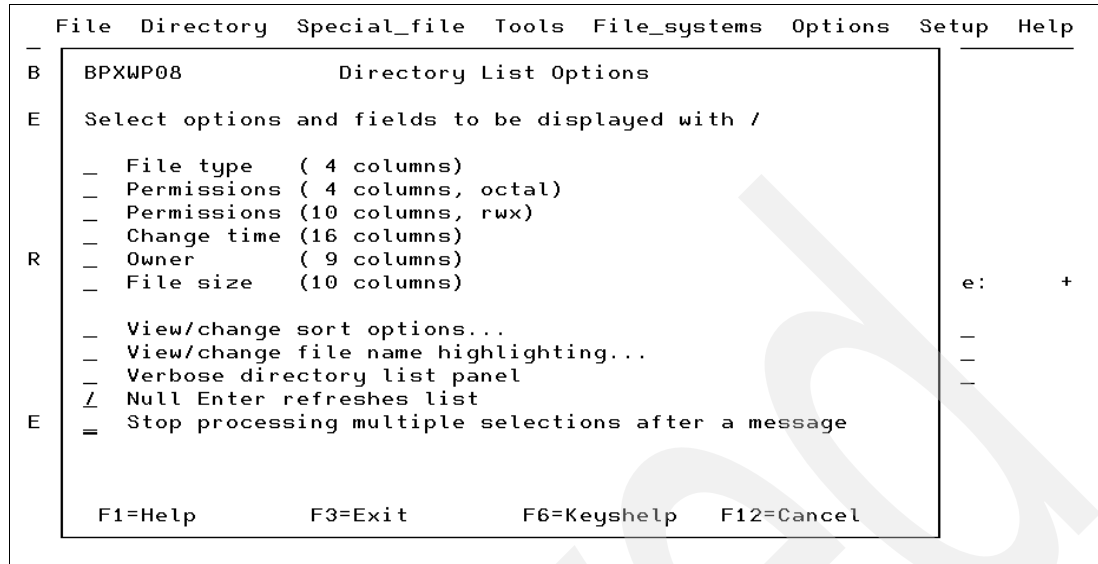 File Directory Special_file Tools File_systems Options Setup Help
B BPXWP08 Directory List Options
E Select options and fields to be displayed with /
_ File type ( 4 columns)
_ Permissions ( 4 columns, octal)
_ Permissions (10 columns, rwx)
_ Change time (16 columns)
R _ Owner ( 9 columns)
_ File size (10 columns) e: +
_ View/change sort options... _
_ View/change file name highlighting... _
_ Verbose directory list panel _
/ Null Enter refreshes list
E _ Stop processing multiple selections after a message
F1=Help F3=Exit F6=Keyshelp F12=Cancel